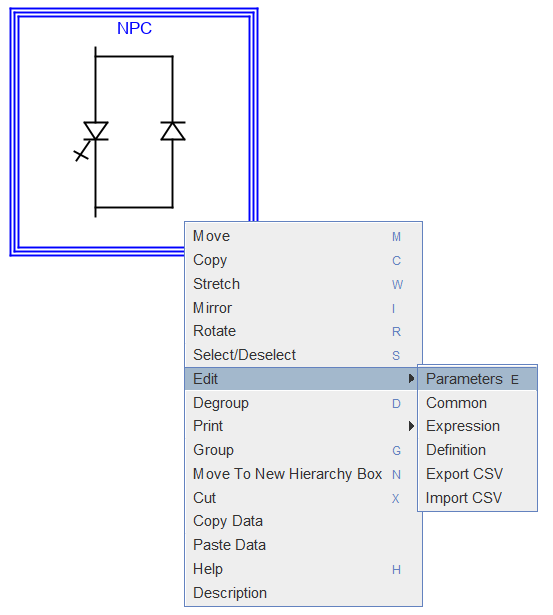 NPC
Move M
Copy C
Stretch W
Mirror I
Rotate R
Select/Deselect S
Edit
Parameters E
Degroup D
Common
Print
Expression
Group G
Definition
Move To New Hierarchy Box N
Export CSV
Cut X
Import CSV
Copy Data
Paste Data
Help H
Description